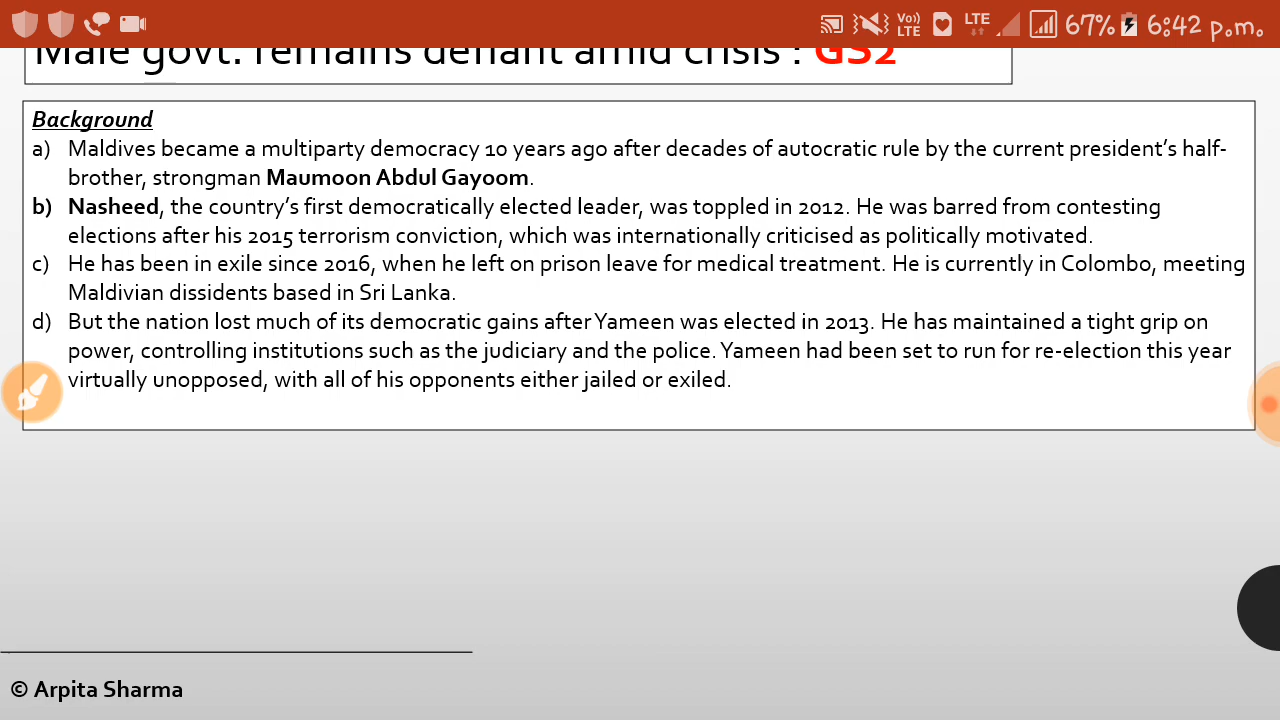 Vo))
LTE
LTE
67%
6:42 p.m.
Male govt. remains defiant amid crisis : GS2
Background
a) Maldives became a multiparty democracy 10 years ago after decades of autocratic rule by the current president's half-
brother, strongman Maumoon Abdul Gayoom.
b) Nasheed, the country's first democratically elected leader, was toppled in 2012. He was barred from contesting
elections after his 2015 terrorism conviction, which was internationally criticised as politically motivated.
c) He has been in exile since 2016, when he left on prison leave for medical treatment. He is currently in Colombo, meeting
Maldivian dissidents based in Sri Lanka.
d) But the nation lost much of its democratic gains after Yameen was elected in 2013. He has maintained a tight grip on
power, controlling institutions such as the judiciary and the police. Yameen had been set to run for re-election this year
virtually unopposed, with all of his opponents either jailed or exiled.
© Arpita Sharma